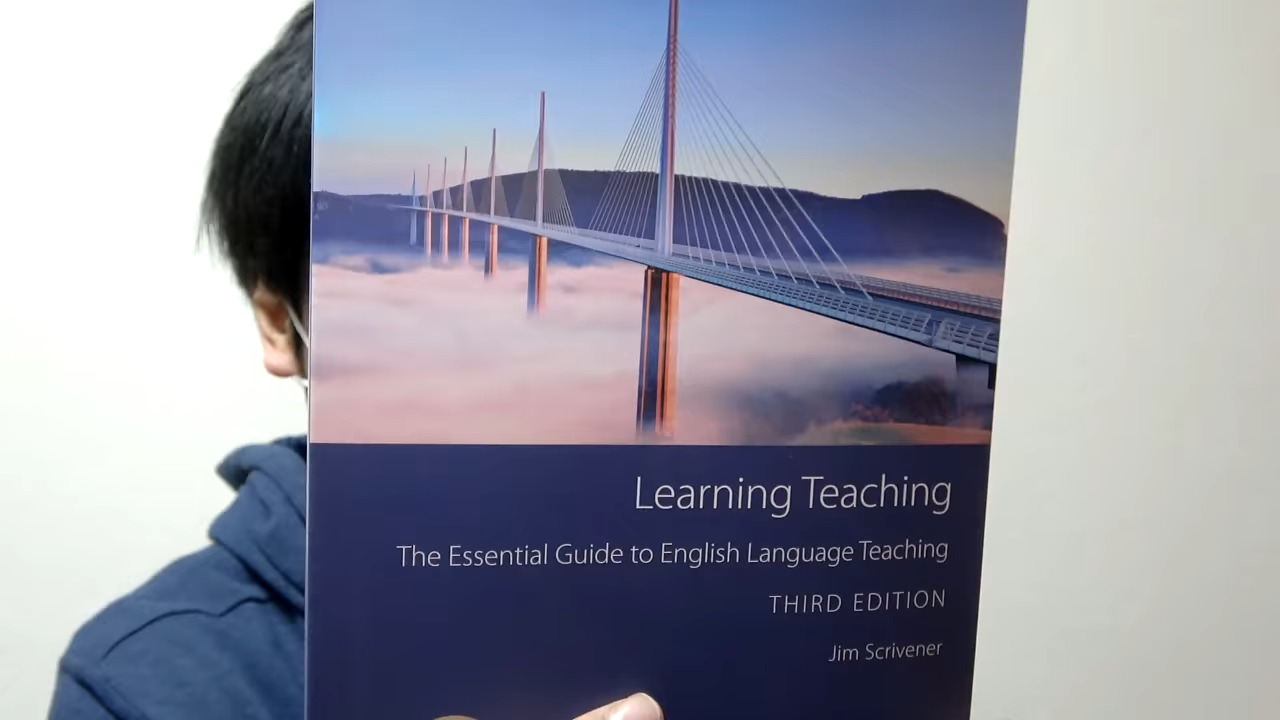 Learning Teaching
The Essential Guide to English Language Teaching
THIRD EDITION
Jim Scrivener